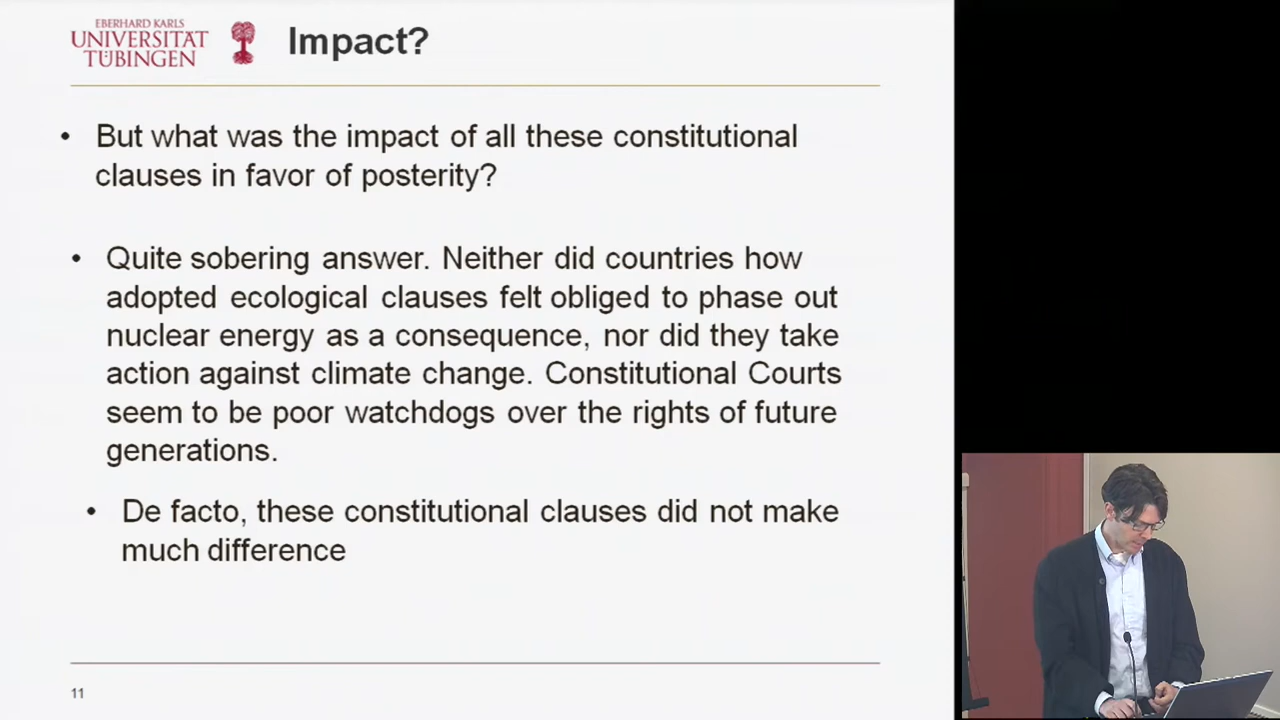 EBERHARD KARLS
UNIVERSITÄT
TÜBINGEN
Impact?
• But what was the impact of all these constitutional
clauses in favor of posterity?
• Quite sobering answer. Neither did countries how
adopted ecological clauses felt obliged to phase out
nuclear energy as a consequence, nor did they take
action against climate change. Constitutional Courts
seem to be poor watchdogs over the rights of future
generations.
• De facto, these constitutional clauses did not make
much difference
11